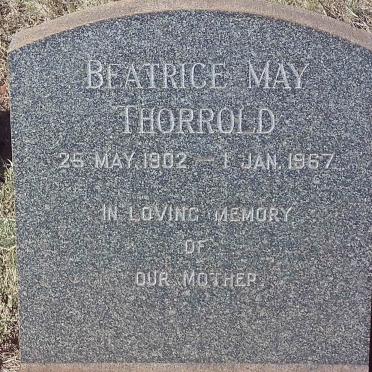 BEATRICE MAY
THORROLD
25 MAY, 1902 — 1 JAN, 1967
IN LOVING MEMORY
OF
OUR MOTHER.